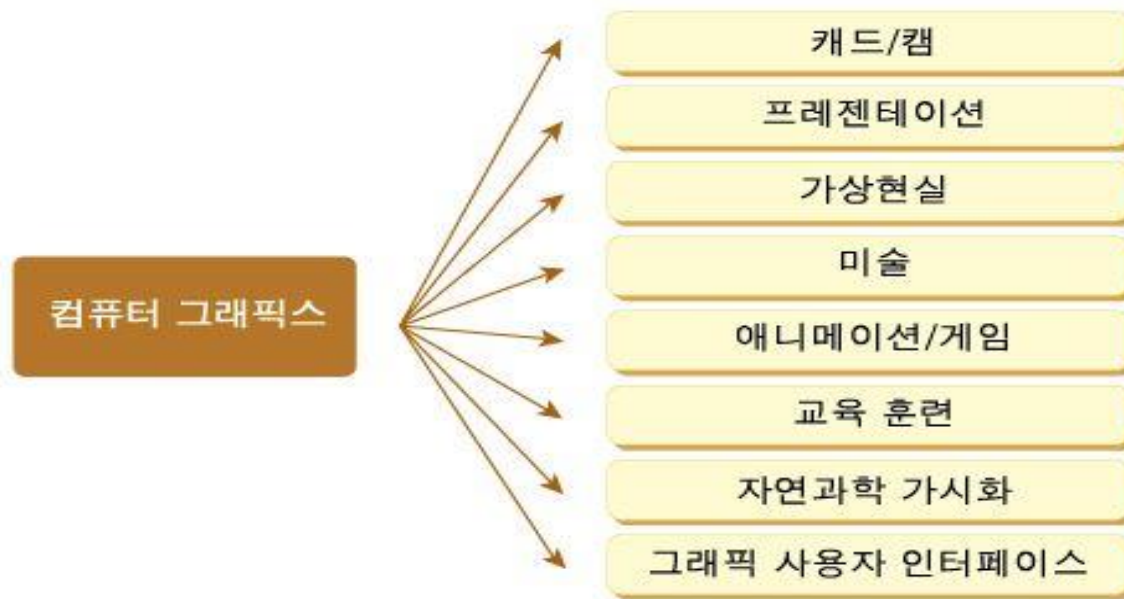 컴퓨터 그래픽스
캐드/캠
프레젠테이션
가상현실
미술
애니메이션/게임
교육 훈련
자연과학 가시화
그래픽 사용자 인터페이스